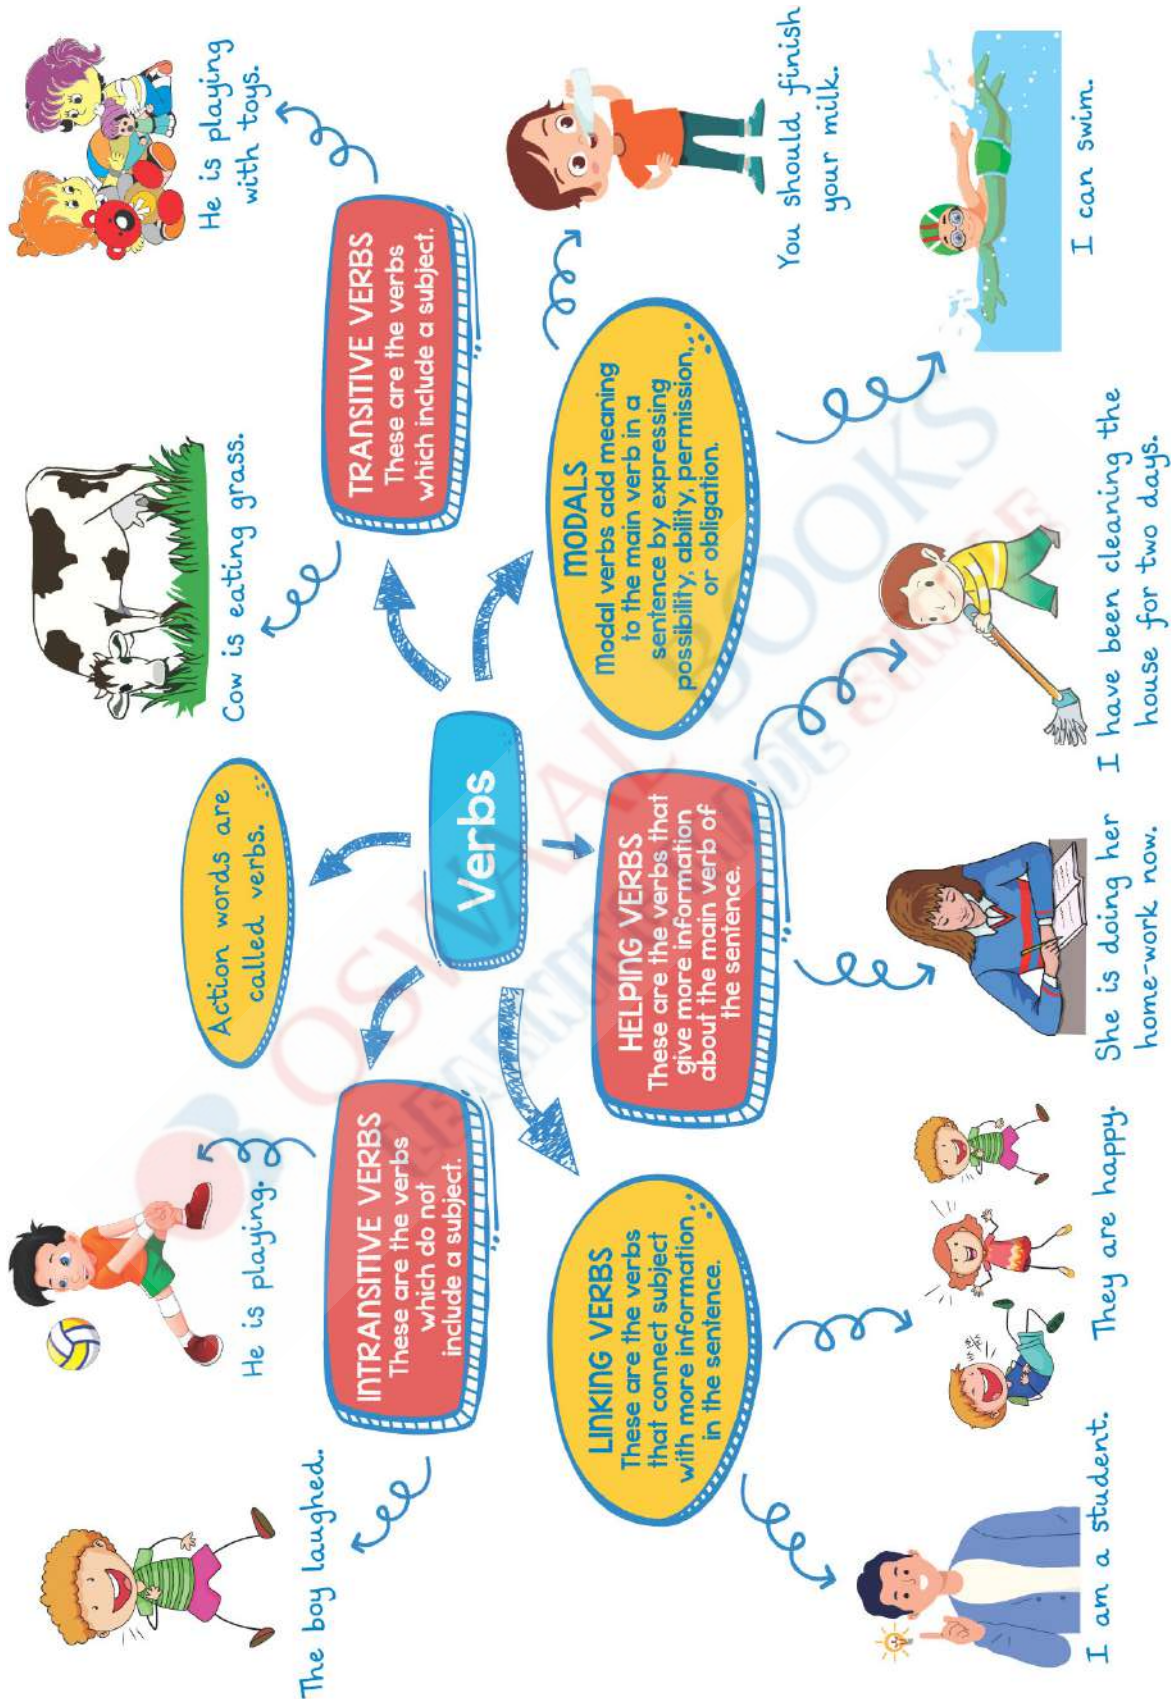 The boy laughed.
He is playing.
Action words are
called verbs.
Cow is eating grass.
He is playing
with toys.
INTRANSITIVE VERBS
These are the verbs
which do not
include a subject.
Verbs
TRANSITIVE VERBS
These are the verbs
which include a subject.
LINKING VERBS
These are the verbs
that connect subject
with more information
in the sentence.
HELPING VERBS
These are the verbs that
give more information
about the main verb of
the sentence.
MODALS
Modal verbs add meaning
to the main verb in a
sentence by expressing
possibility, ability, permission,
or obligation.
You should finish
your milk.
I am a student.
They are happy.
She is doing her
home-work now.
I have been cleaning the
house for two days.
I can swim.
OSWAAL BOOKS
LEARNING MADE SIMPLE